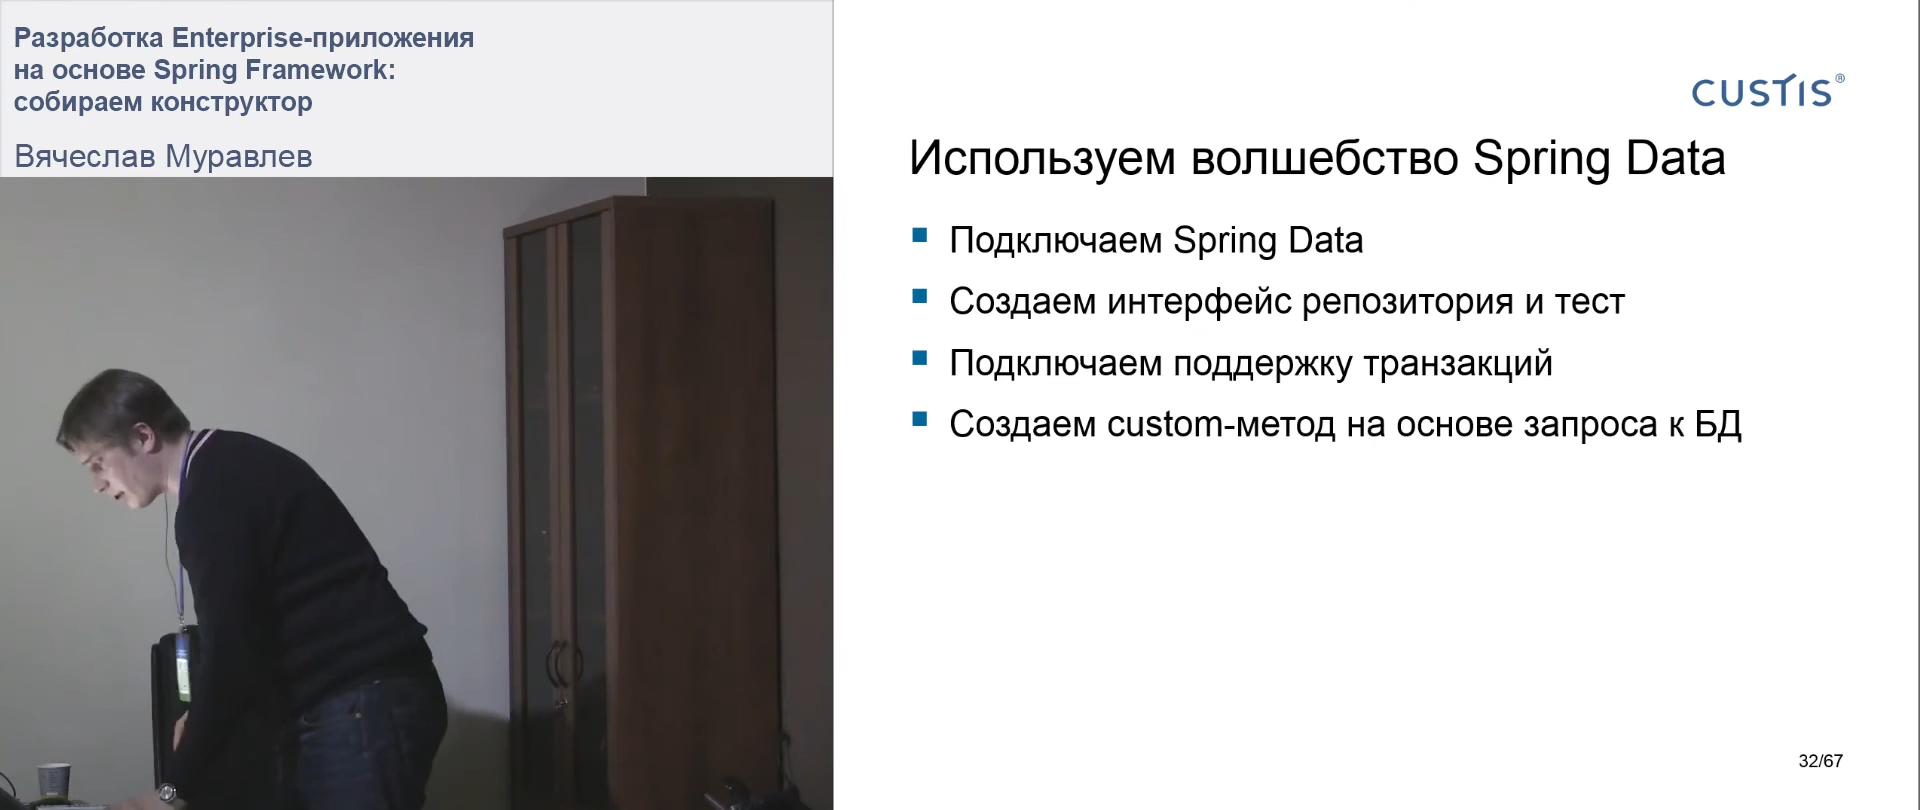 Разработка Enterprise-приложения
на основе Spring Framework:
собираем конструктор
Вячеслав Муравлев
CUSTIS®
Используем волшебство Spring Data
Подключаем Spring Data
Создаем интерфейс репозитория и тест
Подключаем поддержку транзакций
Создаем custom-метод на основе запроса к БД
32/67